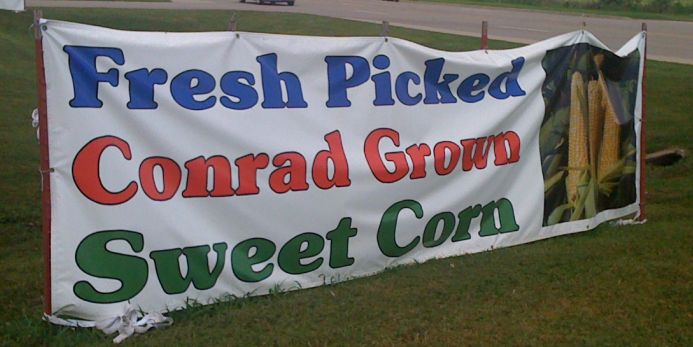 Fresh Picked
Conrad Grown
Sweet Corn